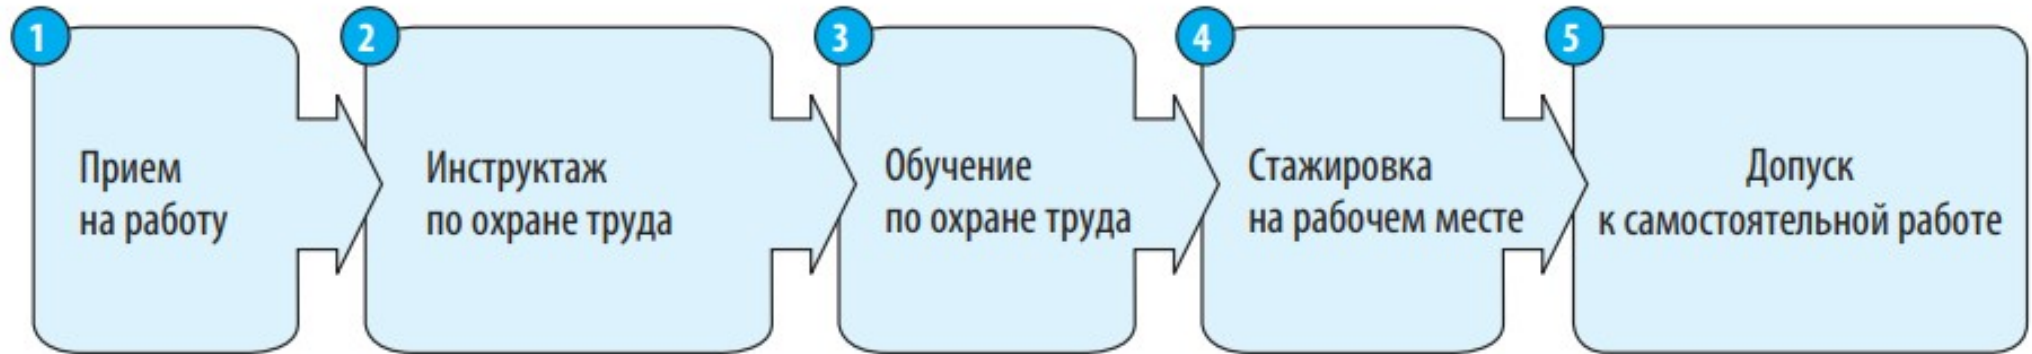 1
Прием
на работу
2
Инструктаж
по охране труда
3
Обучение
по охране труда
4
Стажировка
на рабочем месте
5
Допуск
к самостоятельной работе